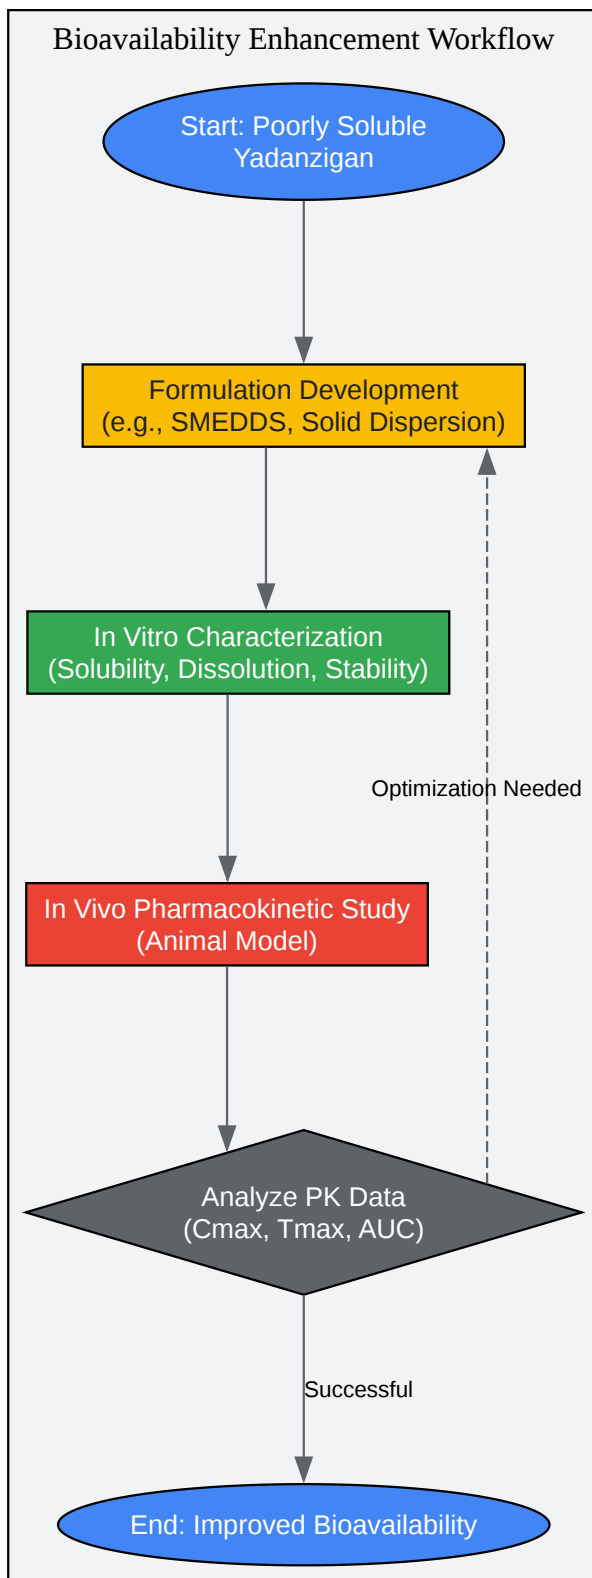 Bioavailability Enhancement Workflow
Start: Poorly Soluble
Yadanzigan
Formulation Development
(e.g., SMEDDS, Solid Dispersion)
In Vitro Characterization
(Solubility, Dissolution, Stability)
Optimization Needed
In Vivo Pharmacokinetic Study
(Animal Model)
Analyze PK Data
(Cmax, Tmax, AUC)
Successful
End: Improved Bioavailability